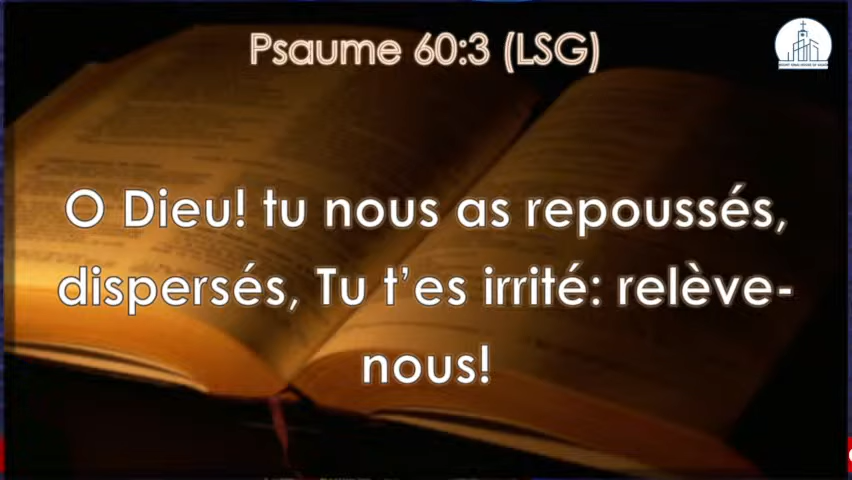 Psaume 60:3 (LSG)
O Dieu! tu nous as repoussés,
dispersés, Tu t’es irrité: relève-
nous!